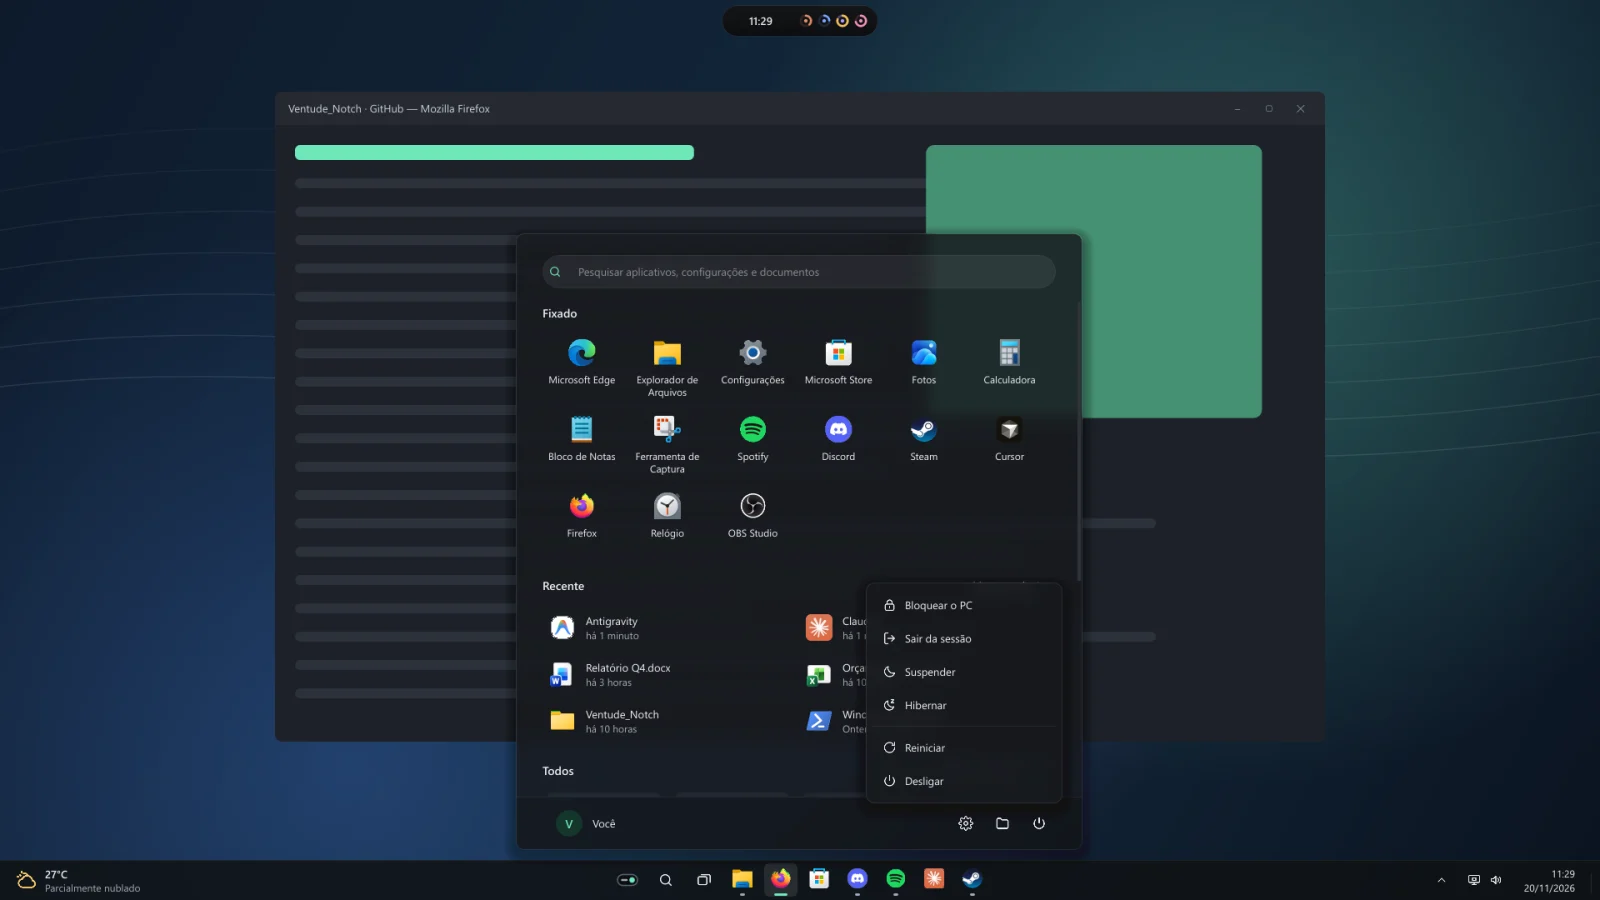 11:29
Ventude_Notch · GitHub — Mozilla Firefox
Pesquisar aplicativos, configurações e documentos
Fixado
Microsoft Edge
Explorador de
Arquivos
Configurações
Microsoft Store
Fotos
Calculadora
Bloco de Notas
Ferramenta de
Captura
Spotify
Discord
Steam
Cursor
Firefox
Relógio
OBS Studio
Recente
Antigravity
há 1 minuto
Relatório Q4.docx
há 3 horas
Orça
há 10
Ventude_Notch
há 10 horas
Todos
Bloquear o PC
Sair da sessão
Suspender
Hibernar
Reiniciar
Desligar
V
Você
27°C
Parcialmente nublado
11:29
20/11/2026